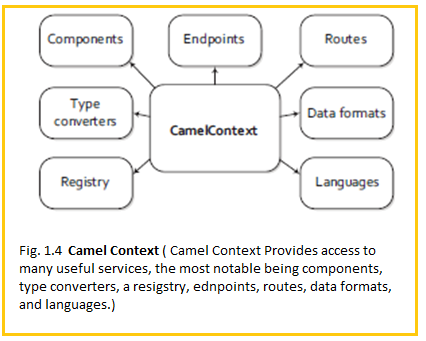 Components
Endpoints
Routes
Type
converters
CamelContext
Data formats
Registry
Languages
Fig. 1.4 Camel Context ( Camel Context Provides access to
many useful services, the most notable being components,
type converters, a resigstry, ednpoints, routes, data formats,
and languages.)